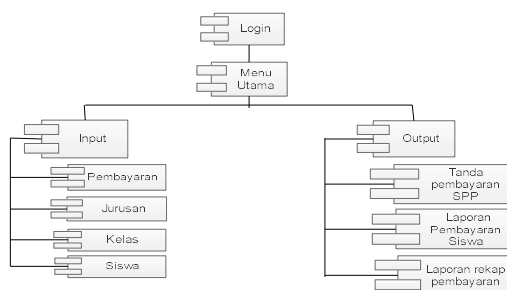 Login
Menu
Utama
Input
Output
Pembayaran
Jurusan
Kelas
Siswa
Tanda
pembayaran
SPP
Laporan
Pembayaran
Siswa
Laporan rekap
pembayaran